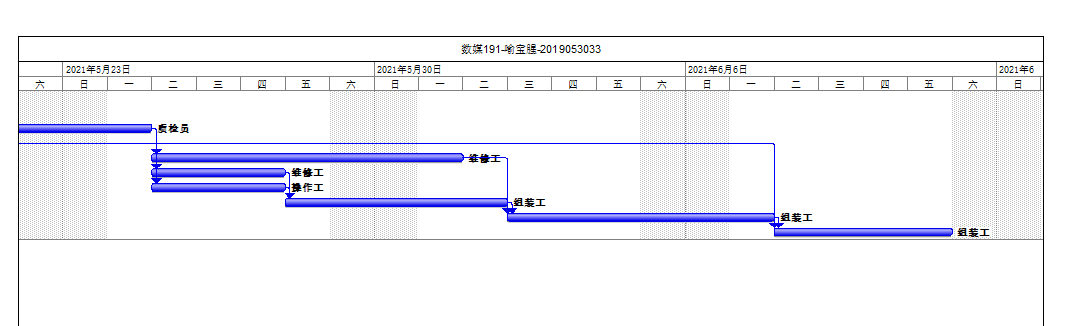 数媒191-喻宝腿-2019053033
2021年5月23日 2021年5月30日 2021年6月6日 2021年6
六 日 一 二 三 四 五 六 日 一 二 三 四 五 六 日 一 二 三 四 五 六 日
质检员
维修工
维修工
操作工
组装工
组装工
组装工